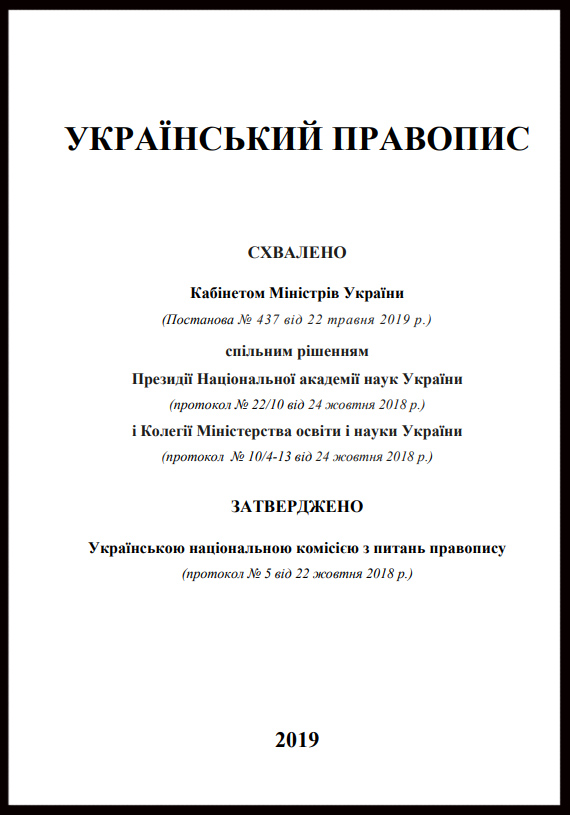 УКРАЇНСЬКИЙ ПРАВОПИС
СХВАЛЕНО
Кабінетом Міністрів України
(Постанова № 437 від 22 травня 2019 р.)
спільним рішенням
Президії Національної академії наук України
(протокол № 22/10 від 24 жовтня 2018 р.)
і Колегії Міністерства освіти і науки України
(протокол № 10/4-13 від 24 жовтня 2018 р.)
ЗАТВЕРДЖЕНО
Українською національною комісією з питань правопису
(протокол № 5 від 22 жовтня 2018 р.)
2019